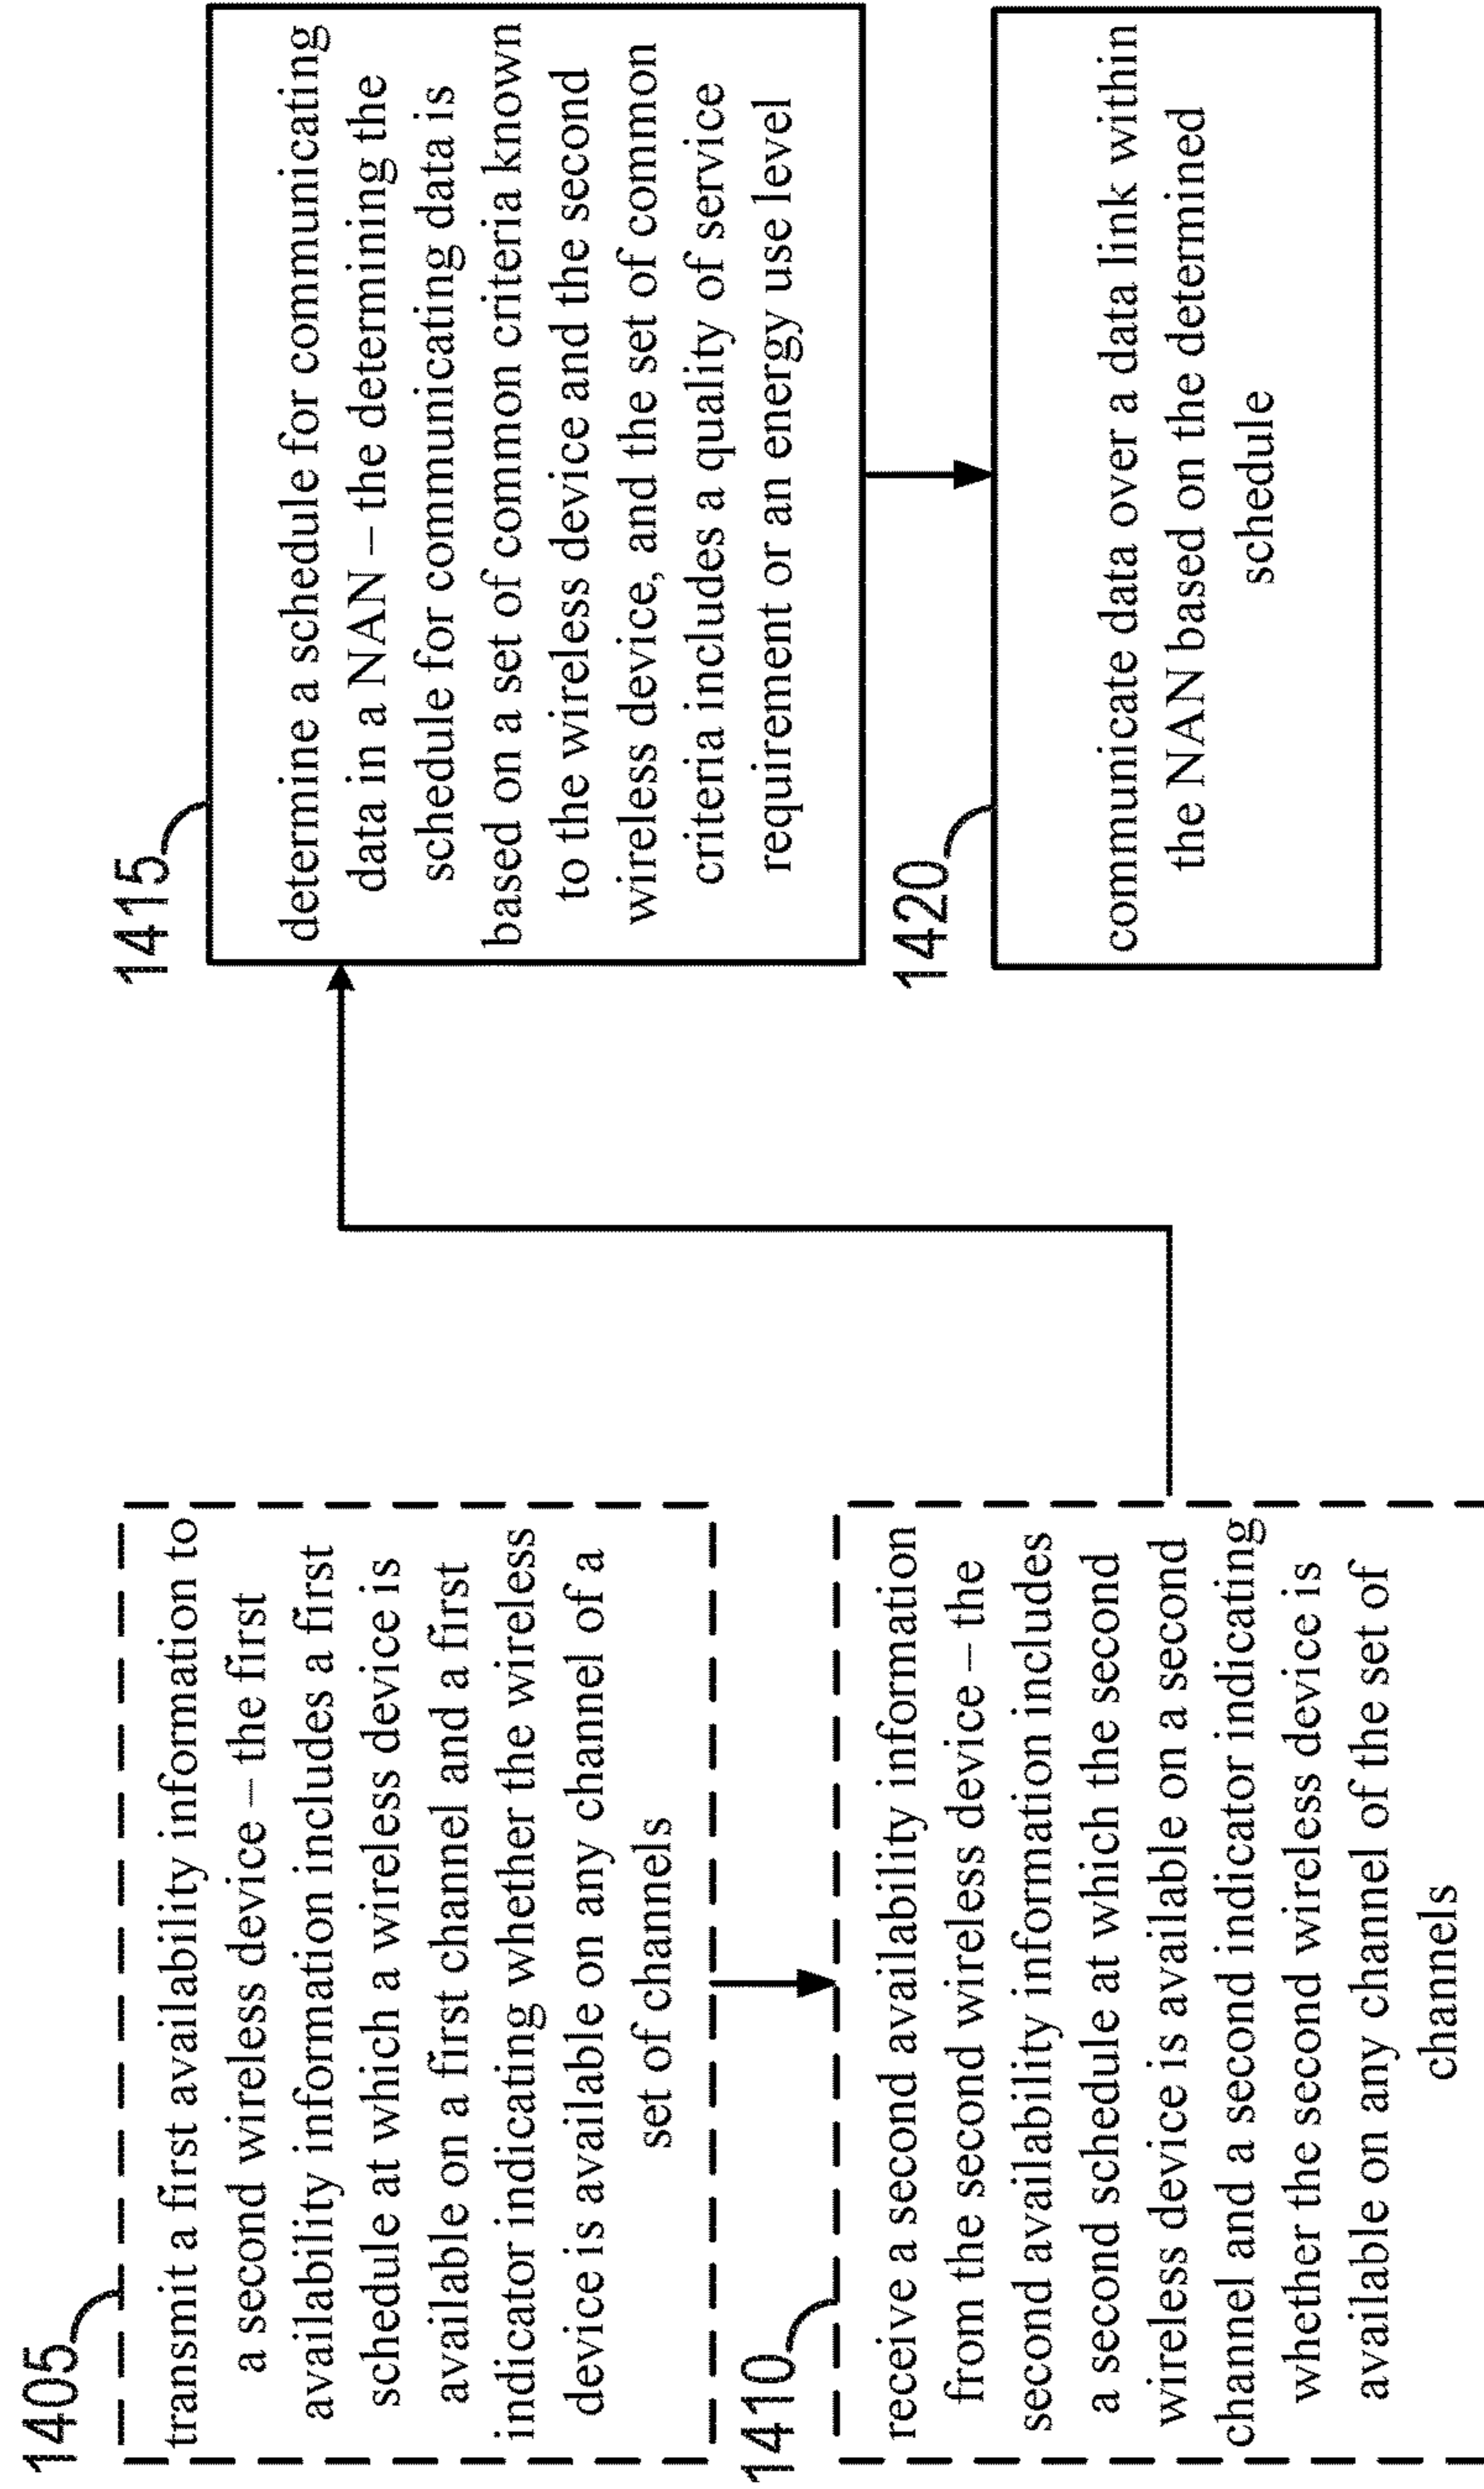 1405
transmit a first availability information to
a second wireless device – the first
availability information includes a first
schedule at which a wireless device is
available on a first channel and a first
indicator indicating whether the wireless
device is available on any channel of a
set of channels
1410
receive a second availability information
from the second wireless device – the
second availability information includes
a second schedule at which the second
wireless device is available on a second
channel and a second indicator indicating
whether the second wireless device is
available on any channel of the set of
channels
1415
determine a schedule for communicating
data in a NAN – the determining the
schedule for communicating data is
based on a set of common criteria known
to the wireless device and the second
wireless device, and the set of common
criteria includes a quality of service
requirement or an energy use level
1420
communicate data over a data link within
the NAN based on the determined
schedule